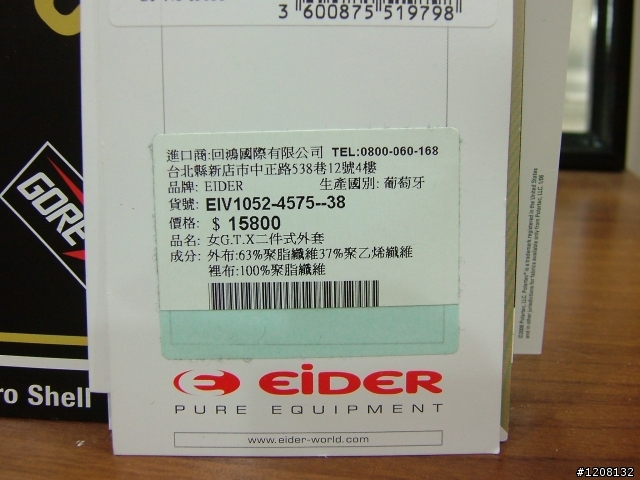 3 600875 519798
進口商:回鴻國際有限公司 TEL:0800-060-168
台北縣新店市中正路538巷12號4樓
品牌: EIDER 生產國別: 葡萄牙
貨號: EIV1052-4575--38
價格: $ 15800
品名: 女G.T.X二件式外套
成分: 外布:63%聚脂纖維37%聚乙烯纖維
裡布:100%聚脂纖維
EiDER
PURE EQUIPMENT
www.eider-world.com
GORE
ro Shell
#1208132